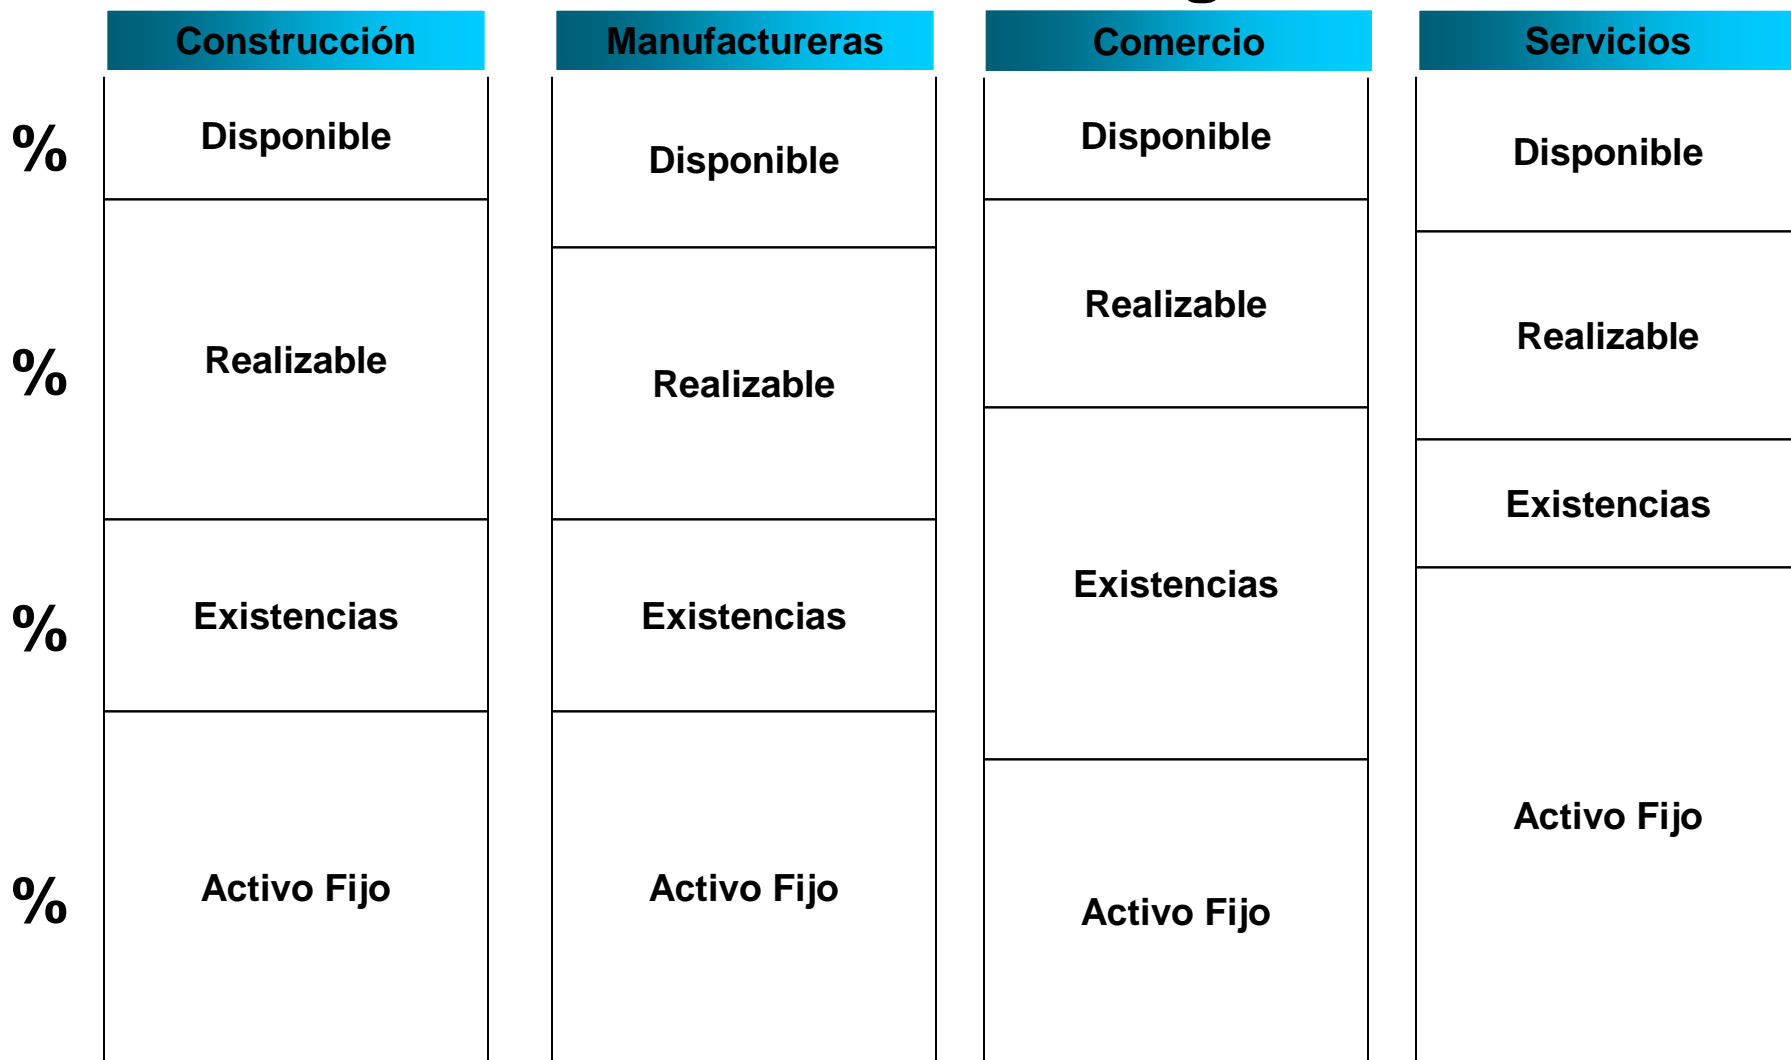 Construcción
Manufactureras
Comercio
Servicios
%
Disponible
Disponible
Disponible
Disponible
%
Realizable
Realizable
Realizable
Realizable
%
Existencias
Existencias
Existencias
Existencias
%
Activo Fijo
Activo Fijo
Activo Fijo
Activo Fijo